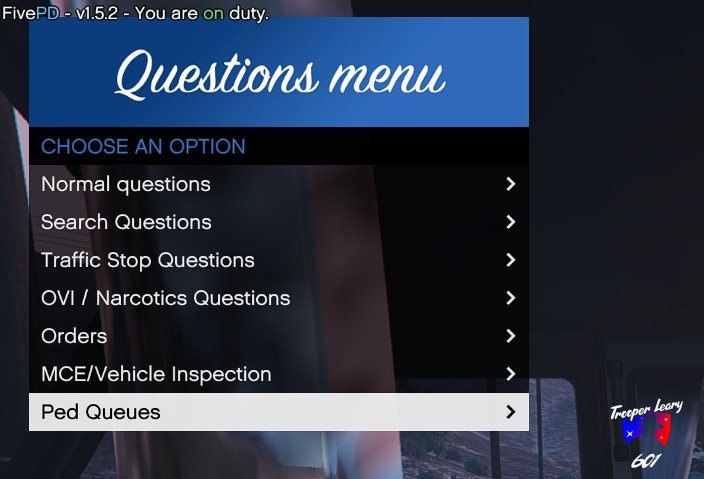 FivePD - v1.5.2 - You are on duty.
Questions menu
CHOOSE AN OPTION
Normal questions
Search Questions
Traffic Stop Questions
OVI / Narcotics Questions
Orders
MCE/Vehicle Inspection
Ped Queues
Trooper Leary
601